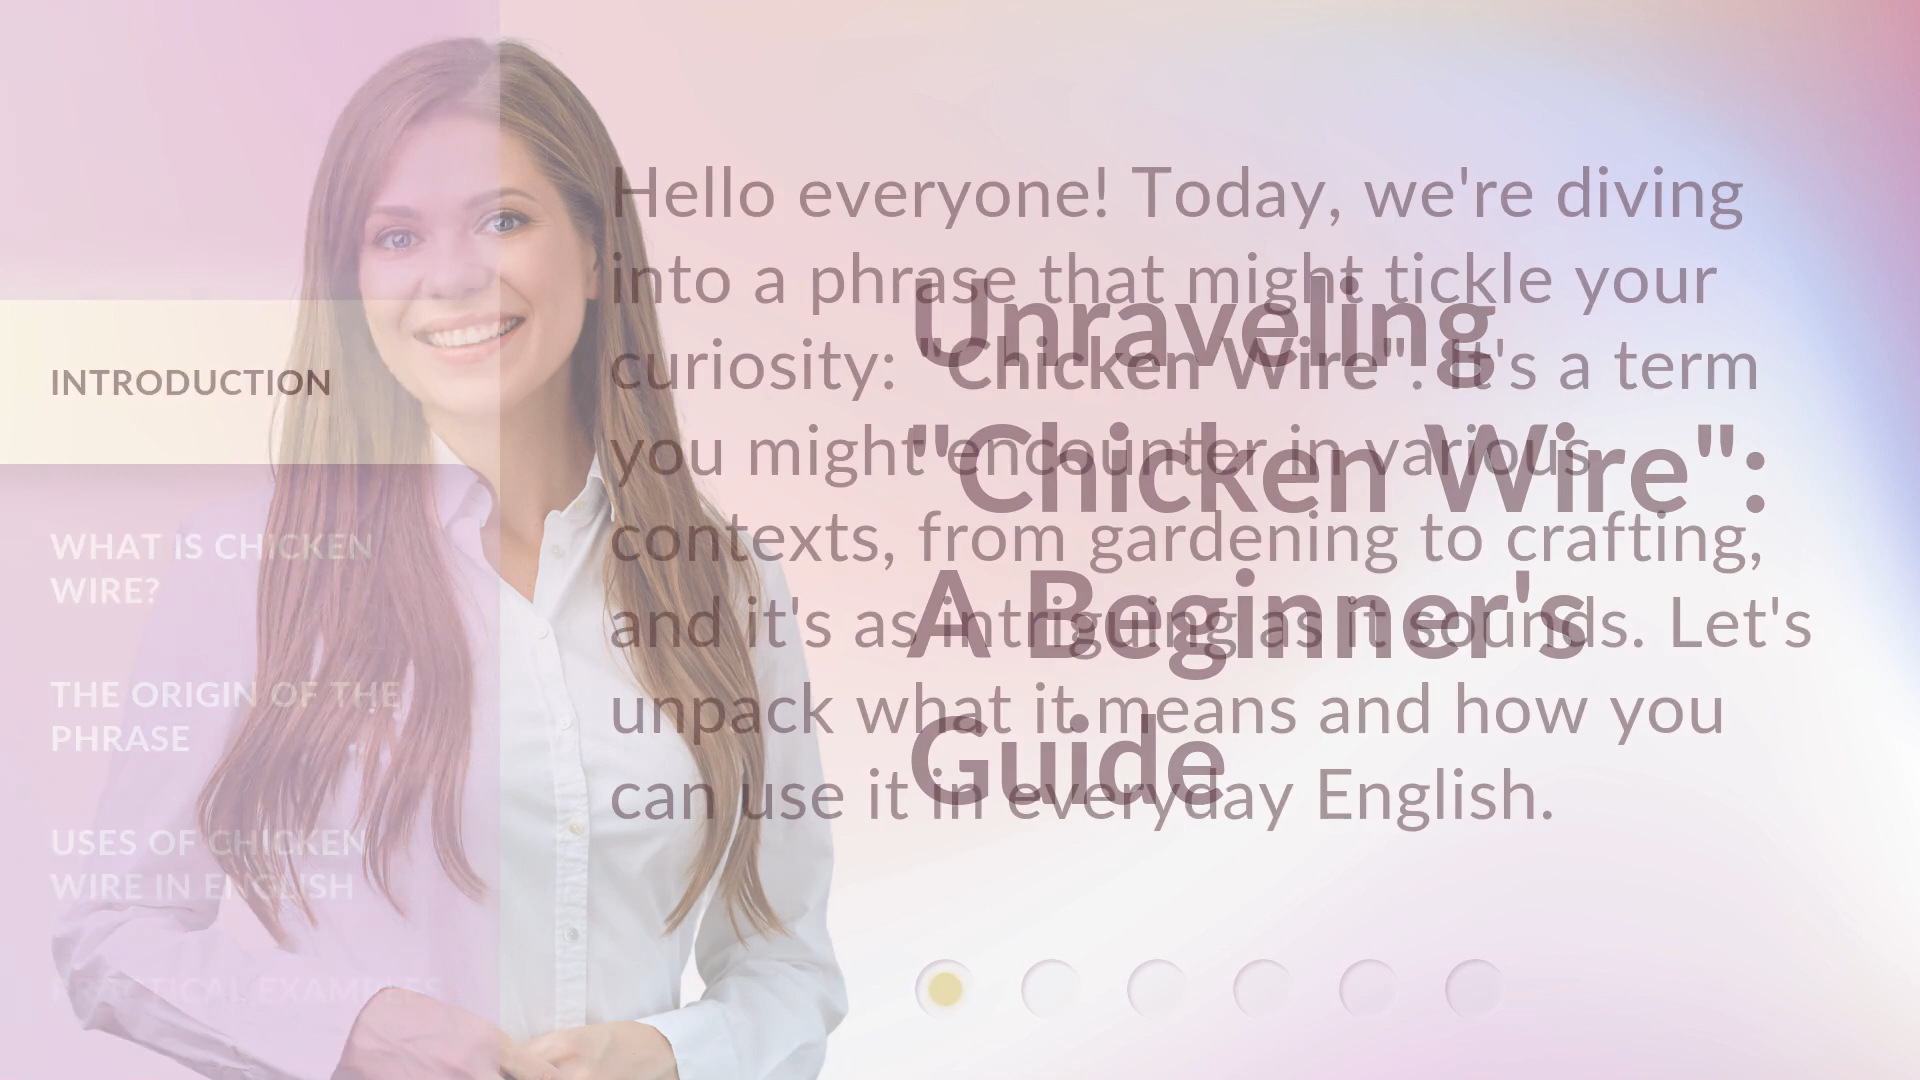 INTRODUCTION
WHAT IS CHICKEN
WIRE?
THE ORIGIN OF THE
PHRASE
USES OF CHICKEN
WIRE IN ENGLISH
PRACTICAL EXAMPLES
Hello everyone! Today, we're diving
into a phrase that might tickle your
curiosity: "Chicken Wire". It's a term
you might encounter in various
contexts, from gardening to crafting,
and it's as intriguing as it sounds. Let's
unpack what it means and how you
can use it in everyday English.
Unraveling
"Chicken Wire":
A Beginner's
Guide